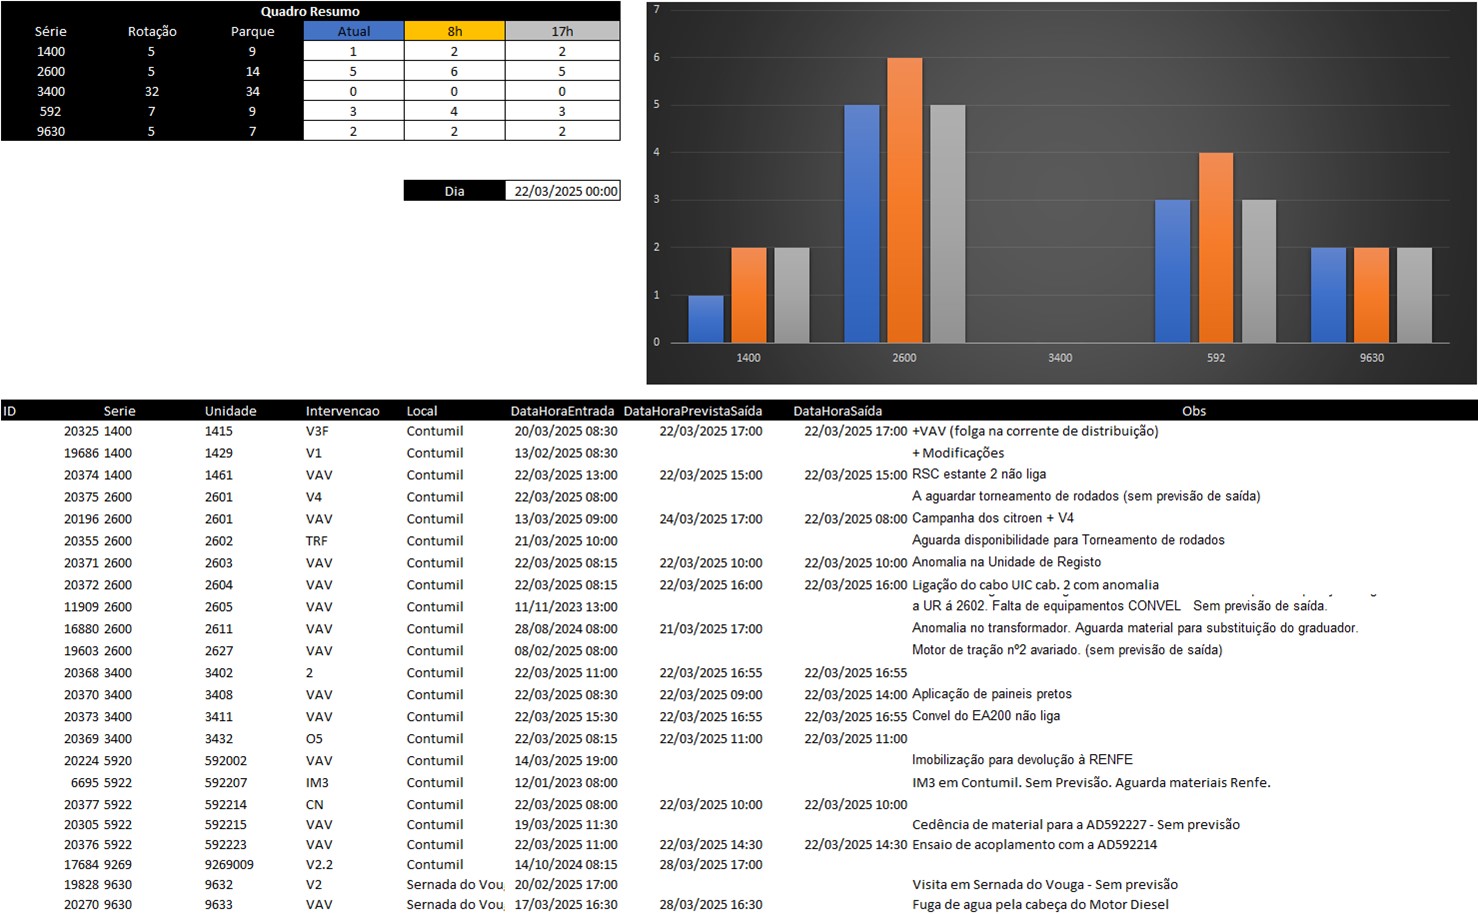 Quadro Resumo
Série Rotação Parque Atual 8h 17h
1400 5 9 1 2 2
2600 5 14 5 6 5
3400 32 34 0 0 0
592 7 9 3 4 3
9630 5 7 2 2 2
Dia 22/03/2025 00:00
7
6
5
4
3
2
1
0
1400 2600 3400 592 9630
ID Serie Unidade Intervencao Local DataHoraEntrada DataHoraPrevistaSaída DataHoraSaída Obs
20325 1400 1415 V3F Contumil 20/03/2025 08:30 22/03/2025 17:00 22/03/2025 17:00 +VAV (folga na corrente de distribuição)
19686 1400 1429 V1 Contumil 13/02/2025 08:30 + Modificações
20374 1400 1461 VAV Contumil 22/03/2025 13:00 22/03/2025 15:00 22/03/2025 15:00 RSC estante 2 não liga
20375 2600 2601 V4 Contumil 22/03/2025 08:00 A aguardar torneamento de rodados (sem previsão de saída)
20196 2600 2601 VAV Contumil 13/03/2025 09:00 24/03/2025 17:00 22/03/2025 08:00 Campanha dos citroen + V4
20355 2600 2602 TRF Contumil 21/03/2025 10:00 Aguarda disponibilidade para Torneamento de rodados
20371 2600 2603 VAV Contumil 22/03/2025 08:15 22/03/2025 10:00 22/03/2025 10:00 Anomalia na Unidade de Registo
20372 2600 2604 VAV Contumil 22/03/2025 08:15 22/03/2025 16:00 22/03/2025 16:00 Ligação do cabo UIC cab. 2 com anomalia
11909 2600 2605 VAV Contumil 11/11/2023 13:00 a UR á 2602. Falta de equipamentos CONVEL Sem previsão de saída.
16880 2600 2611 VAV Contumil 28/08/2024 08:00 21/03/2025 17:00 Anomalia no transformador. Aguarda material para substituição do graduador.
19603 2600 2627 VAV Contumil 08/02/2025 08:00 Motor de tração nº2 avariado. (sem previsão de saída)
20368 3400 3402 2 Contumil 22/03/2025 11:00 22/03/2025 16:55 22/03/2025 16:55
20370 3400 3408 VAV Contumil 22/03/2025 08:30 22/03/2025 09:00 22/03/2025 14:00 Aplicação de paineis pretos
20373 3400 3411 VAV Contumil 22/03/2025 15:30 22/03/2025 16:55 22/03/2025 16:55 Convel do EA200 não liga
20369 3400 3432 O5 Contumil 22/03/2025 08:15 22/03/2025 11:00 22/03/2025 11:00
20224 5920 592002 VAV Contumil 14/03/2025 19:00 Imobilização para devolução à RENFE
6695 5922 592207 IM3 Contumil 12/01/2023 08:00 IM3 em Contumil. Sem Previsão. Aguarda materiais Renfe.
20377 5922 592214 CN Contumil 22/03/2025 08:00 22/03/2025 10:00 22/03/2025 10:00
20305 5922 592215 VAV Contumil 19/03/2025 11:30 Cedência de material para a AD592227 - Sem previsão
20376 5922 592223 VAV Contumil 22/03/2025 11:00 22/03/2025 14:30 22/03/2025 14:30 Ensaio de acoplamento com a AD592214
17684 9269 9269009 V2.2 Contumil 14/10/2024 08:15 28/03/2025 17:00
19828 9630 9632 V2 Sernada do Vou 20/02/2025 17:00 Visita em Sernada do Vouga - Sem previsão
20270 9630 9633 VAV Sernada do Vou 17/03/2025 16:30 28/03/2025 16:30 Fuga de agua pela cabeça do Motor Diesel